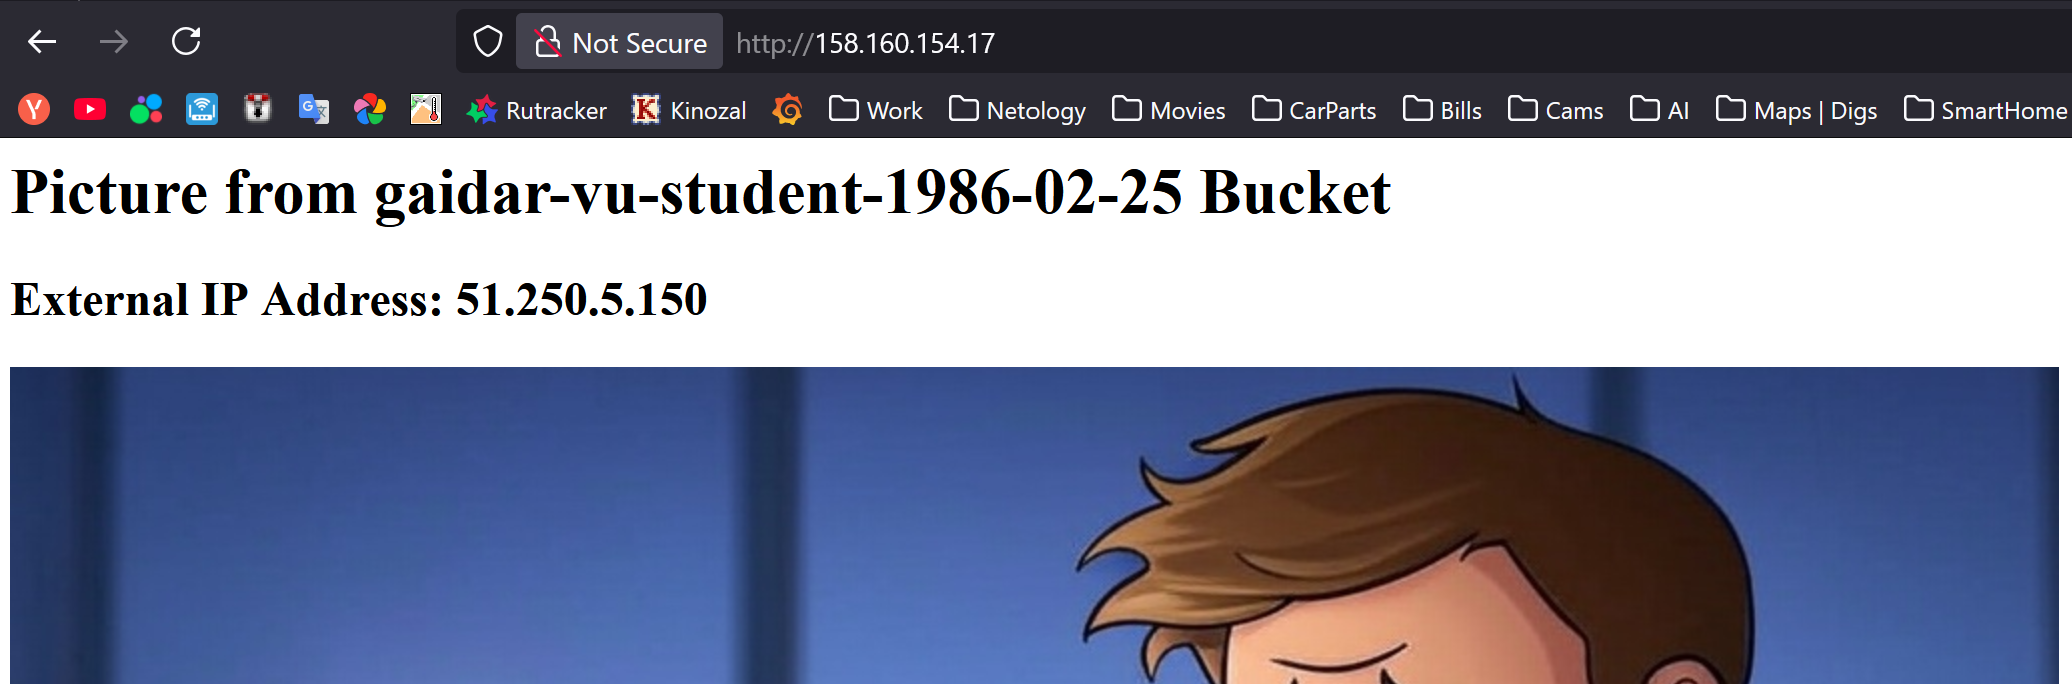 Not Secure http://158.160.154.17
Rutracker Kinozal Work Netology Movies CarParts Bills Cams AI Maps | Digs SmartHome
Picture from gaidar-vu-student-1986-02-25 Bucket
External IP Address: 51.250.5.150